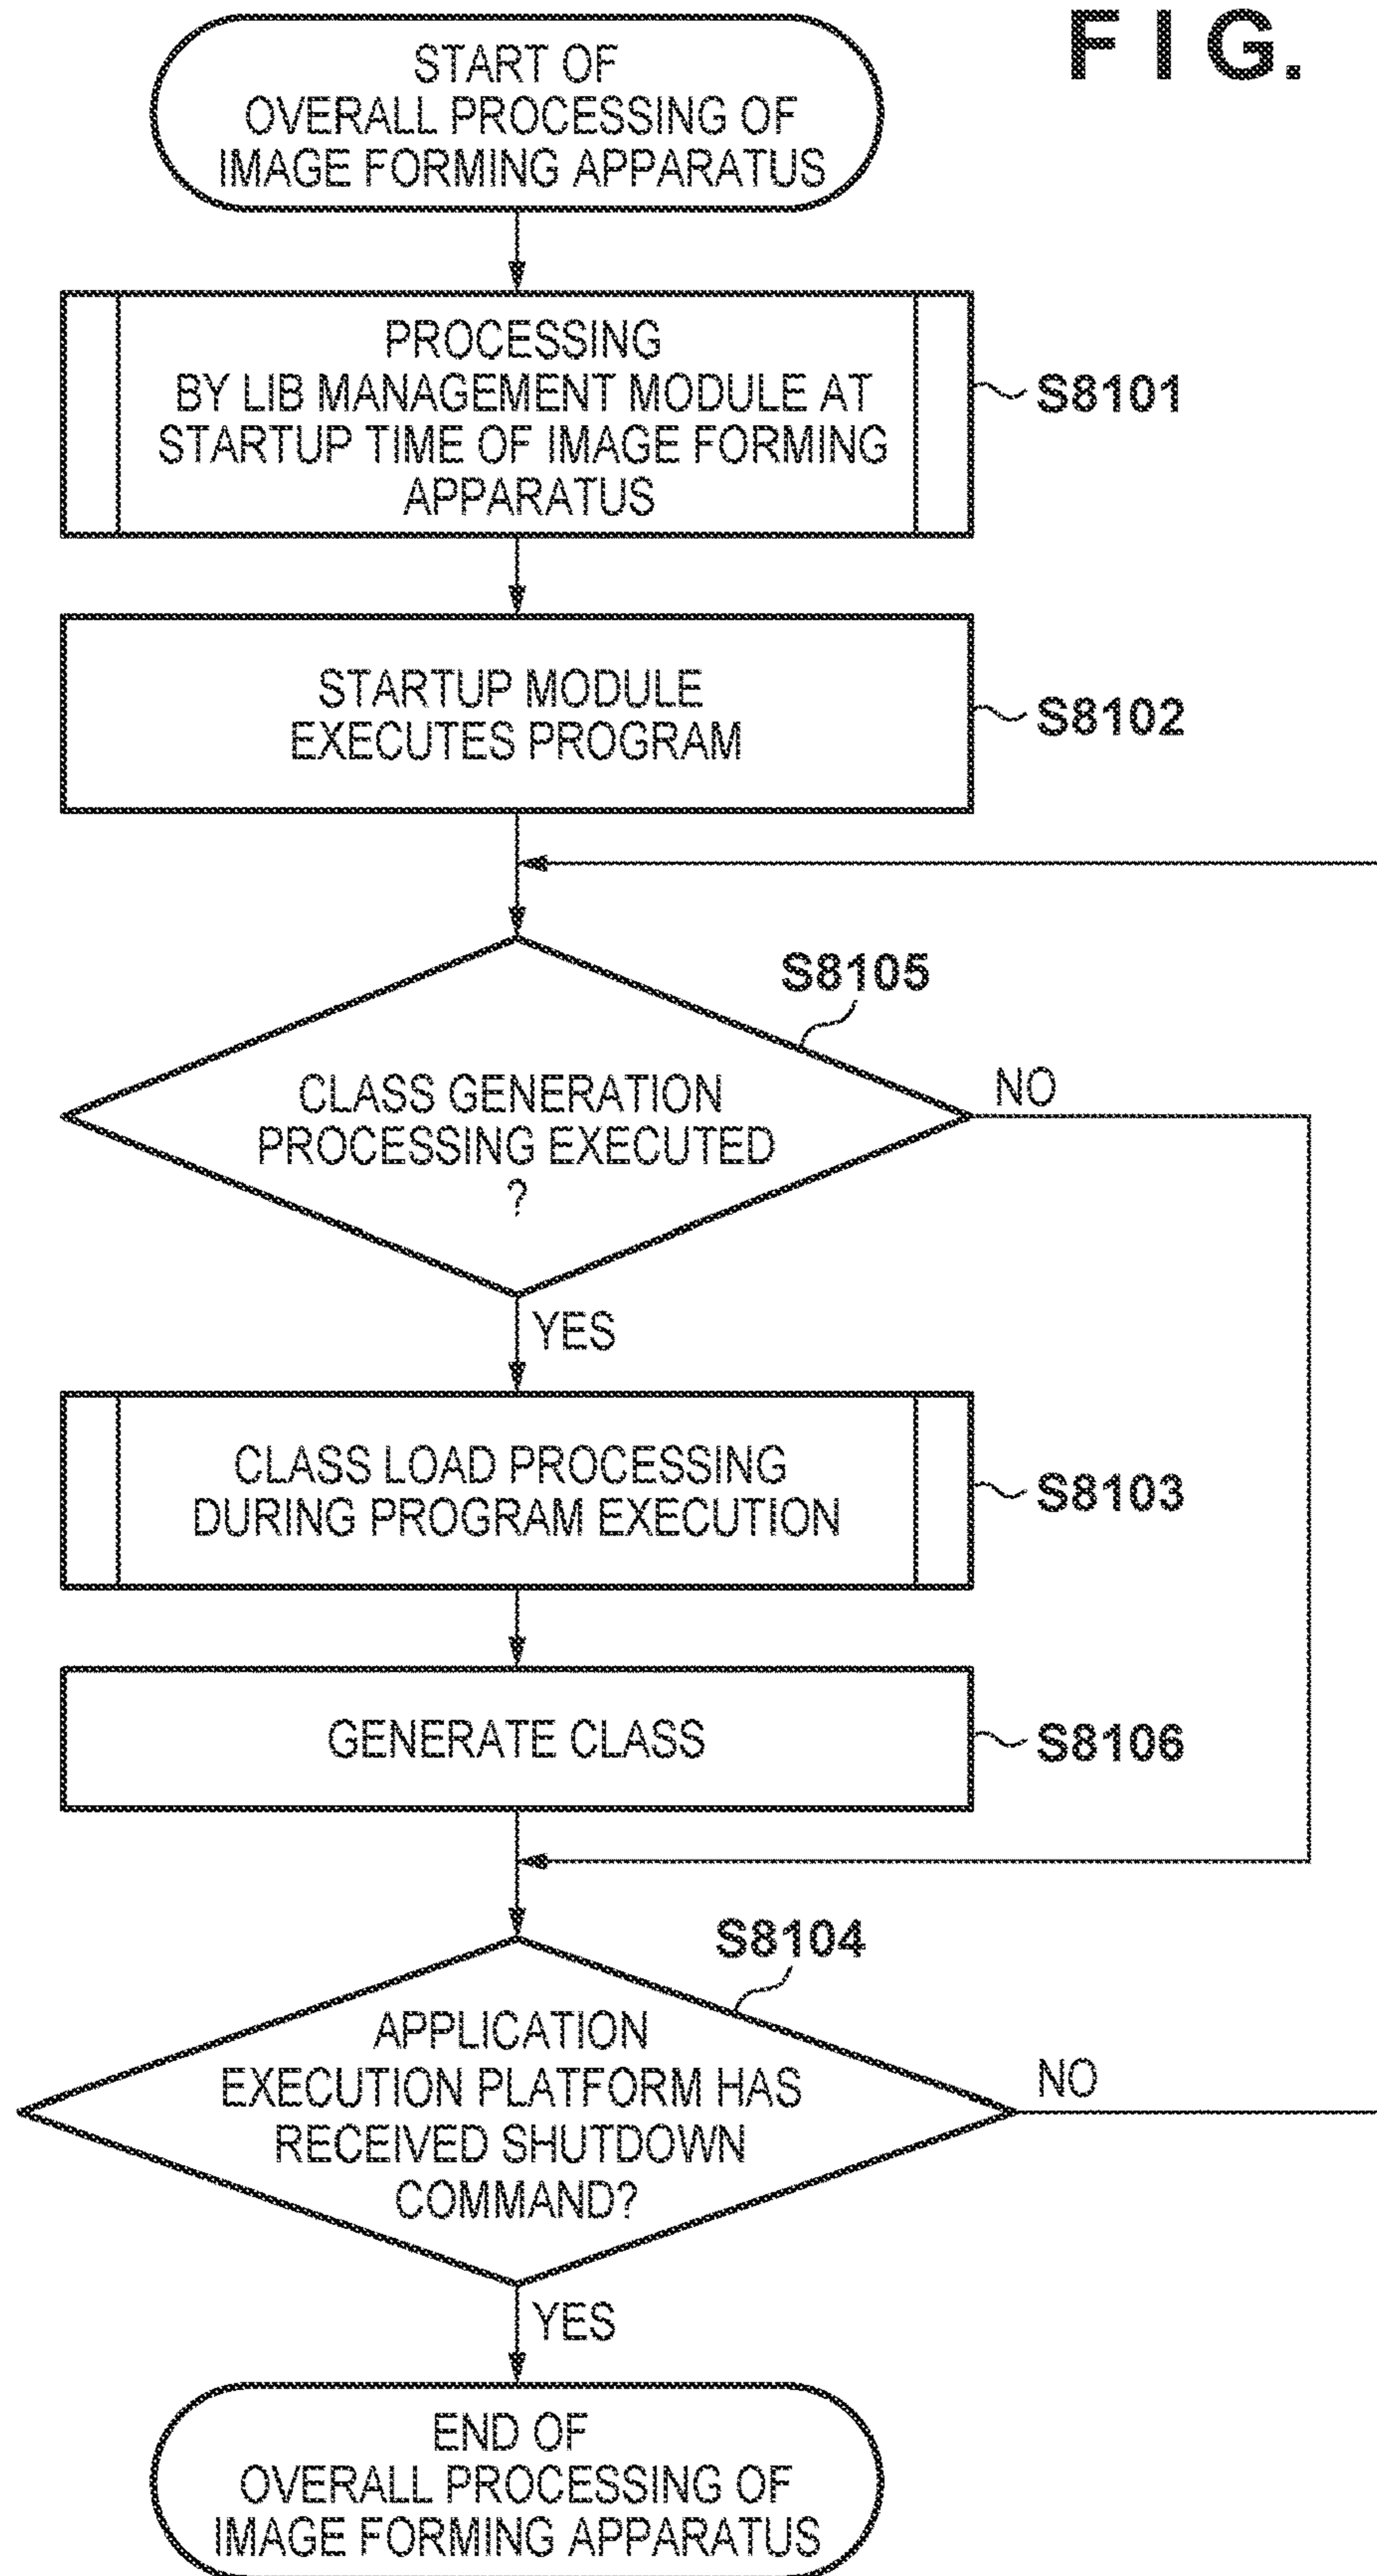 FIG.
START OF
OVERALL PROCESSING OF
IMAGE FORMING APPARATUS
PROCESSING
BY LIB MANAGEMENT MODULE AT
STARTUP TIME OF IMAGE FORMING
APPARATUS
S8101
STARTUP MODULE
EXECUTES PROGRAM
S8102
S8105
CLASS GENERATION
PROCESSING EXECUTED
?
NO
YES
CLASS LOAD PROCESSING
DURING PROGRAM EXECUTION
S8103
GENERATE CLASS
S8106
S8104
APPLICATION
EXECUTION PLATFORM HAS
RECEIVED SHUTDOWN
COMMAND?
NO
YES
END OF
OVERALL PROCESSING OF
IMAGE FORMING APPARATUS